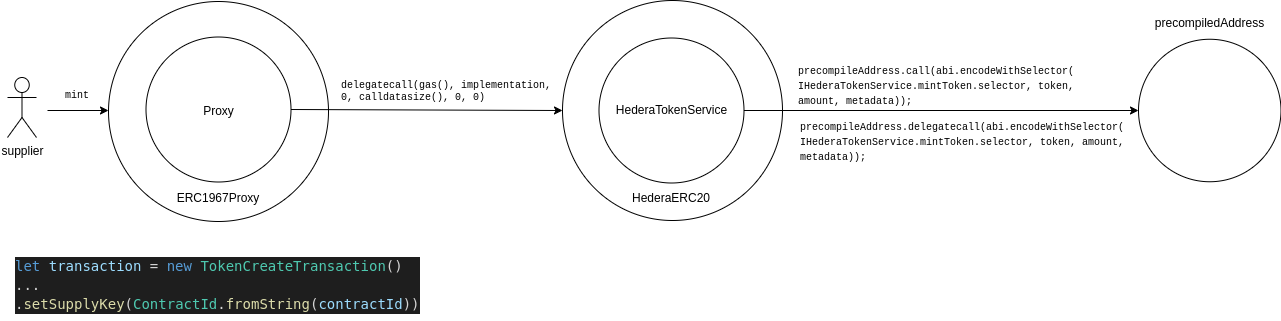 precompiledAddress
precompileAddress.call(abi.encodeWithSelector(
IHederaTokenService.mintToken.selector, token,
amount, metadata));
delegatecall(gas(), implementation,
0, calldatasize(), 0, 0)
mint
Proxy
HederaTokenService
precompileAddress.delegatecall(abi.encodeWithSelector(
IHederaTokenService.mintToken.selector, token, amount,
metadata));
supplier
ERC1967Proxy
HederaERC20
let transaction = new TokenCreateTransaction()
...
.setSupplyKey(ContractId.fromString(contractId))